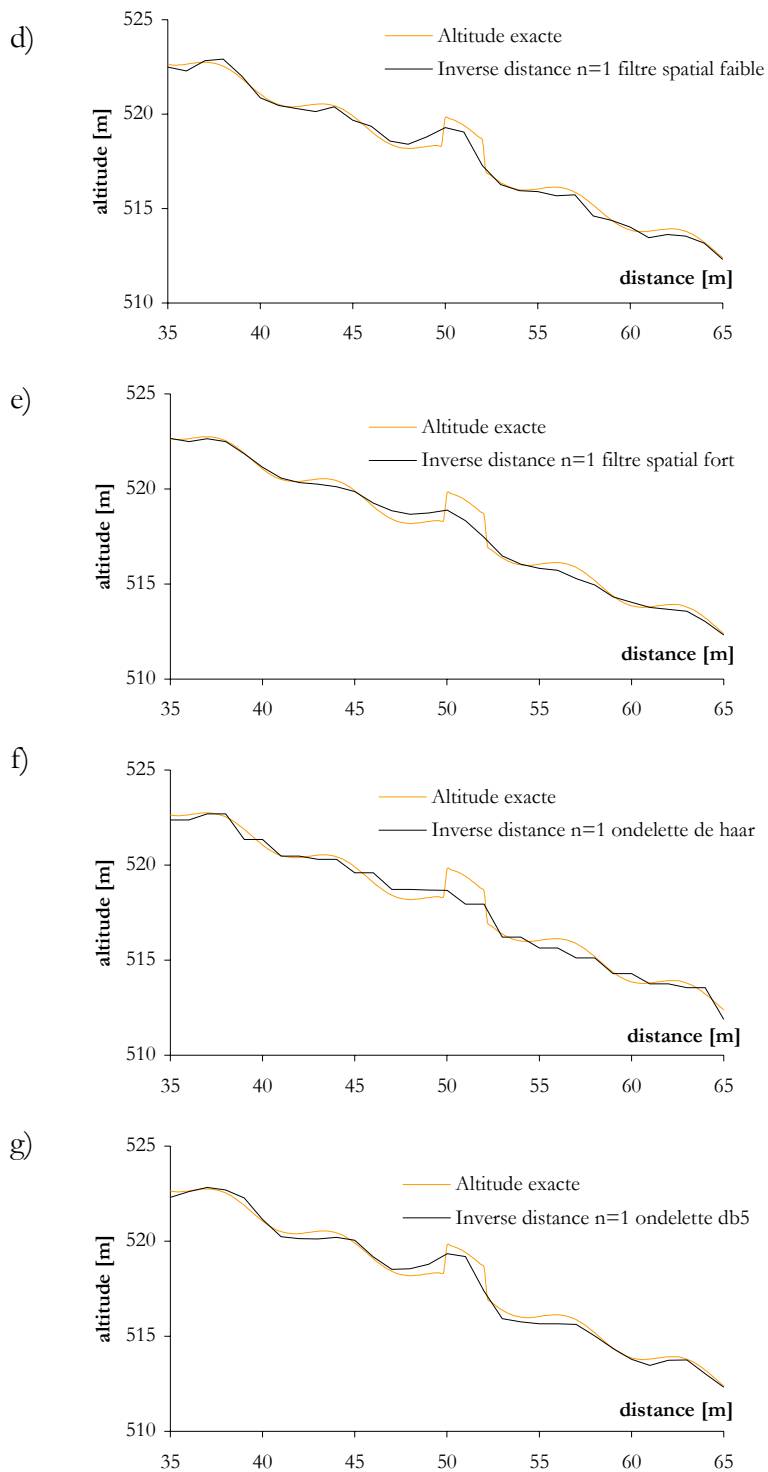 d)
525
Altitude exacte
Inverse distance n=1 filtre spatial faible
520
altitude [m]
515
distance [m]
510
35 40 45 50 55 60 65
e)
525
Altitude exacte
Inverse distance n=1 filtre spatial fort
520
altitude [m]
515
distance [m]
510
35 40 45 50 55 60 65
f)
525
Altitude exacte
Inverse distance n=1 ondelette de haar
520
altitude [m]
515
distance [m]
510
35 40 45 50 55 60 65
g)
525
Altitude exacte
Inverse distance n=1 ondelette db5
520
altitude [m]
515
distance [m]
510
35 40 45 50 55 60 65